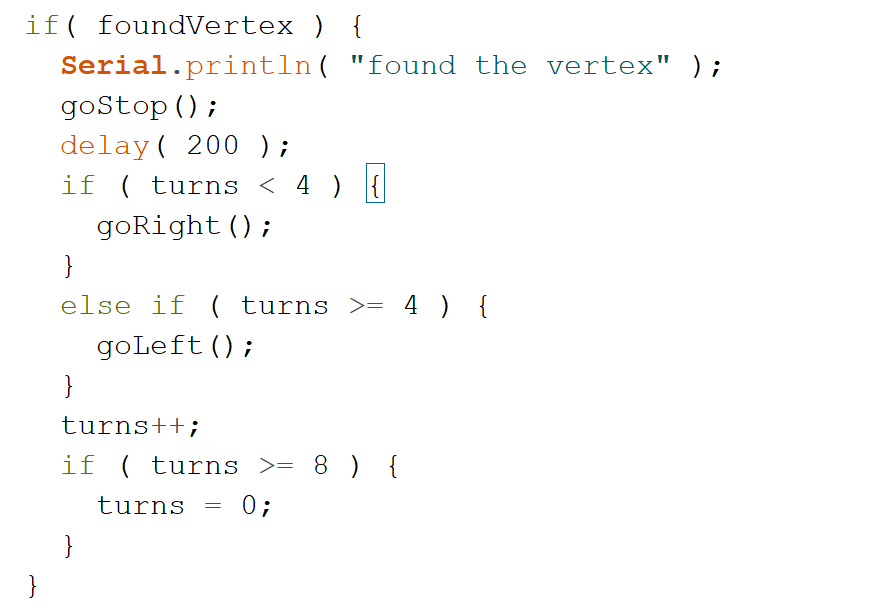 if( foundVertex ) {
  Serial.println( "found the vertex" );
  goStop();
  delay( 200 );
  if ( turns < 4 ) {
    goRight();
  }
  else if ( turns >= 4 ) {
    goLeft();
  }
  turns++;
  if ( turns >= 8 ) {
    turns = 0;
  }
}